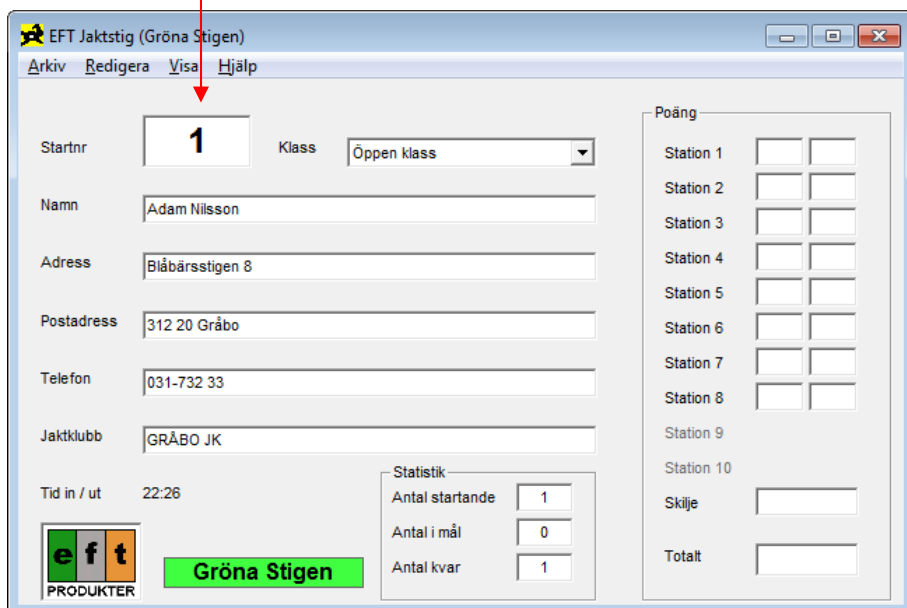 EFT Jaktstig (Gröna Stigen)
Arkiv Redigera Visa Hjälp
Startnr 1 Klass Öppen klass
Namn Adam Nilsson
Adress Blåbärsstigen 8
Postadress 312 20 Gråbo
Telefon 031-732 33
Jaktklubb GRÅBO JK
Tid in / ut 22:26
eft
PRODUKTER
Gröna Stigen
Statistik
Antal startande 1
Antal i mål 0
Antal kvar 1
Poäng
Station 1
Station 2
Station 3
Station 4
Station 5
Station 6
Station 7
Station 8
Station 9
Station 10
Skilje
Totalt